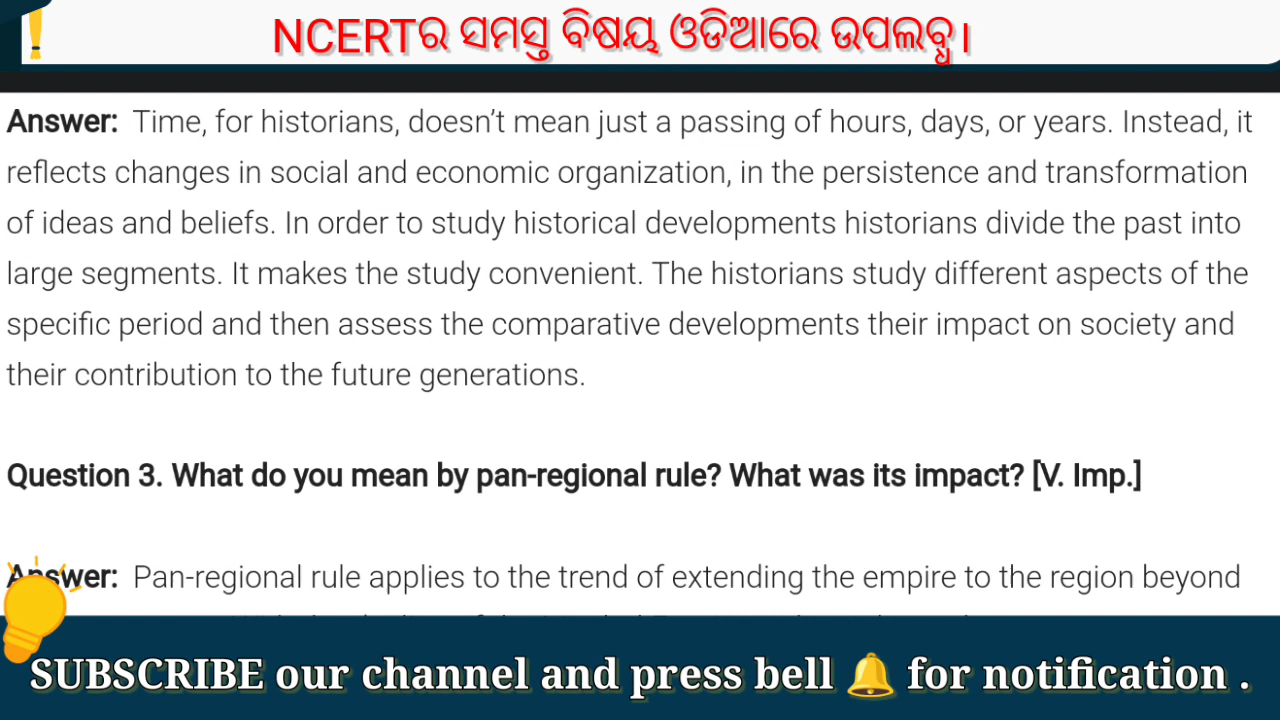 NCERTର ସମସ୍ତ ବିଷୟ ଓଡିଆରେ ଉପଲବ୍ଧ।
Answer: Time, for historians, doesn’t mean just a passing of hours, days, or years. Instead, it
reflects changes in social and economic organization, in the persistence and transformation
of ideas and beliefs. In order to study historical developments historians divide the past into
large segments. It makes the study convenient. The historians study different aspects of the
specific period and then assess the comparative developments their impact on society and
their contribution to the future generations.
Question 3. What do you mean by pan-regional rule? What was its impact? [V. Imp.]
Answer: Pan-regional rule applies to the trend of extending the empire to the region beyond
SUBSCRIBE our channel and press bell 🔔 for notification .